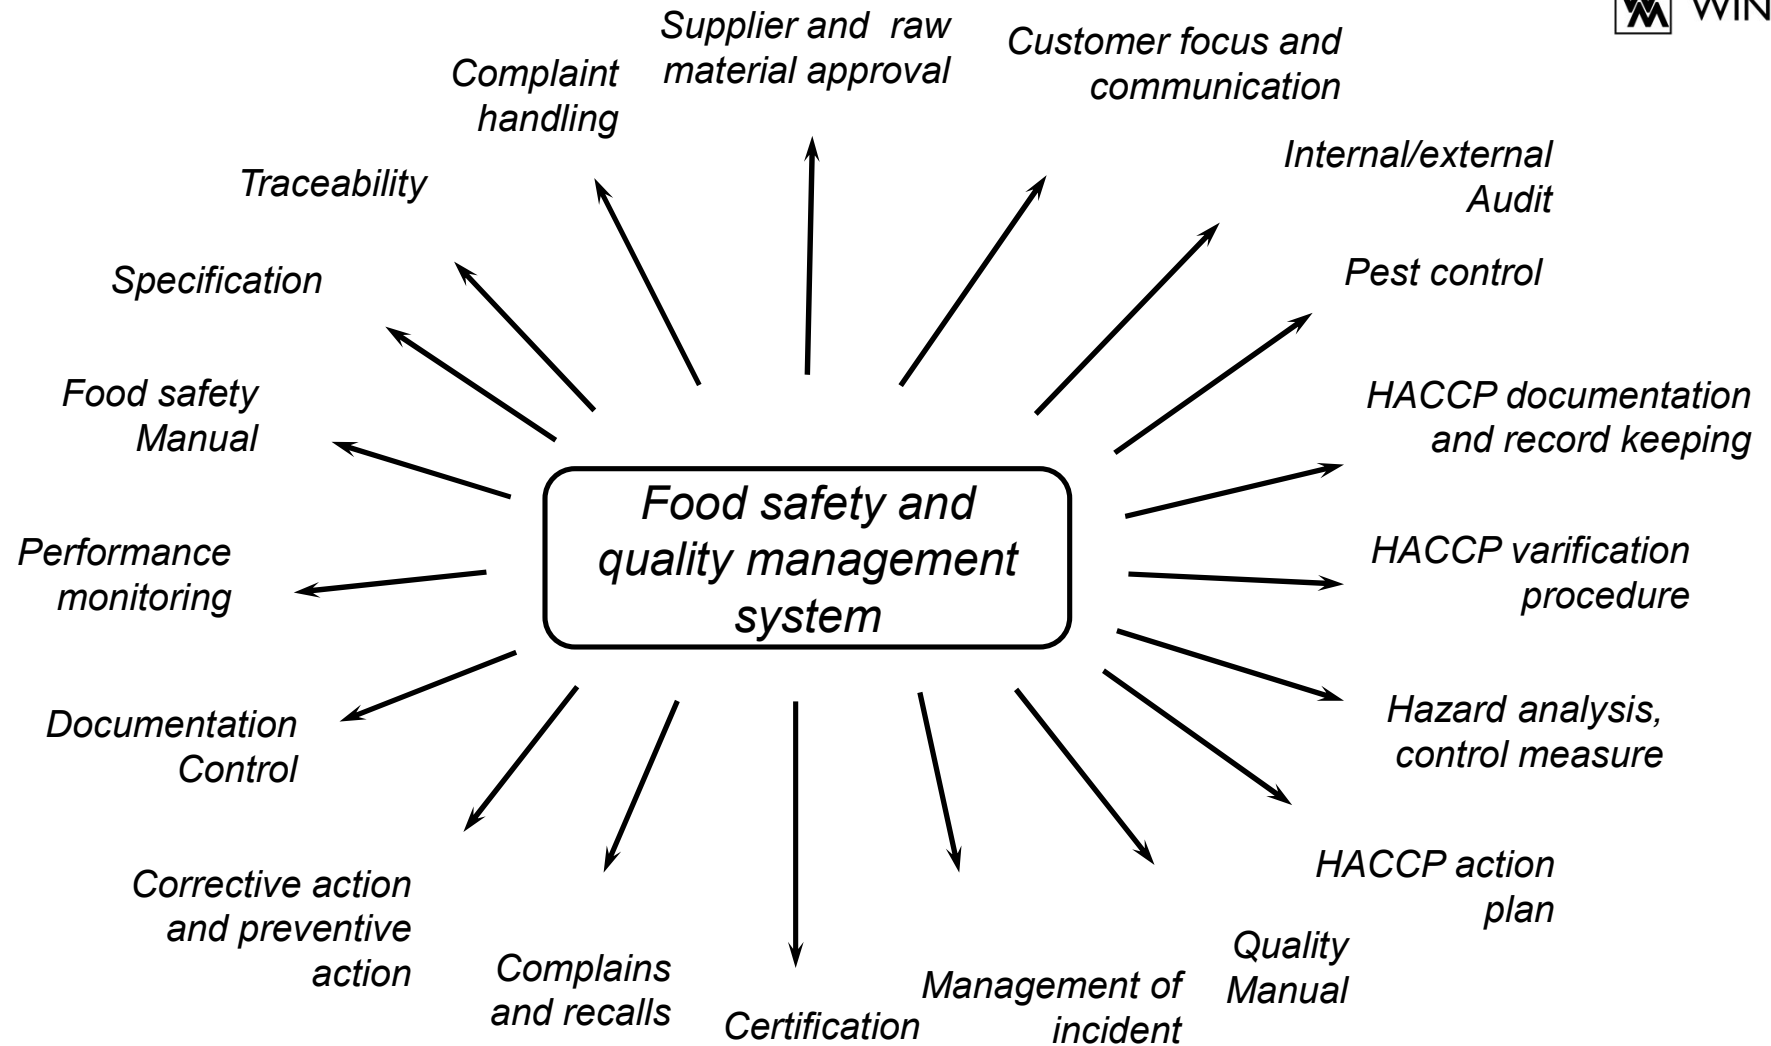 WIN
Supplier and raw
material approval
Customer focus and
communication
Complaint
handling
Internal/external
Audit
Traceability
Pest control
Specification
Food safety
Manual
HACCP documentation
and record keeping
Food safety and
quality management
system
Performance
monitoring
HACCP varification
procedure
Documentation
Control
Hazard analysis,
control measure
HACCP action
plan
Corrective action
and preventive
action
Quality
Manual
Complains
and recalls
Management of
incident
Certification